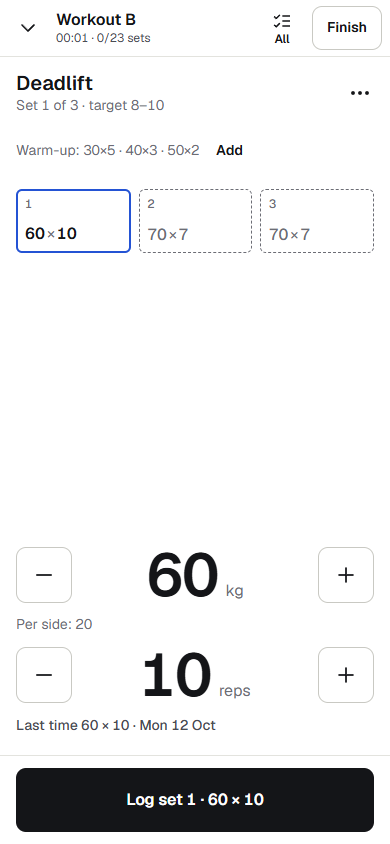 Workout B
00:01 · 0/23 sets
All
Finish
Deadlift
Set 1 of 3 · target 8–10
Warm-up: 30×5 · 40×3 · 50×2 Add
1
60×10
2
70×7
3
70×7
60 kg
Per side: 20
10 reps
Last time 60 × 10 · Mon 12 Oct
Log set 1 · 60 × 10